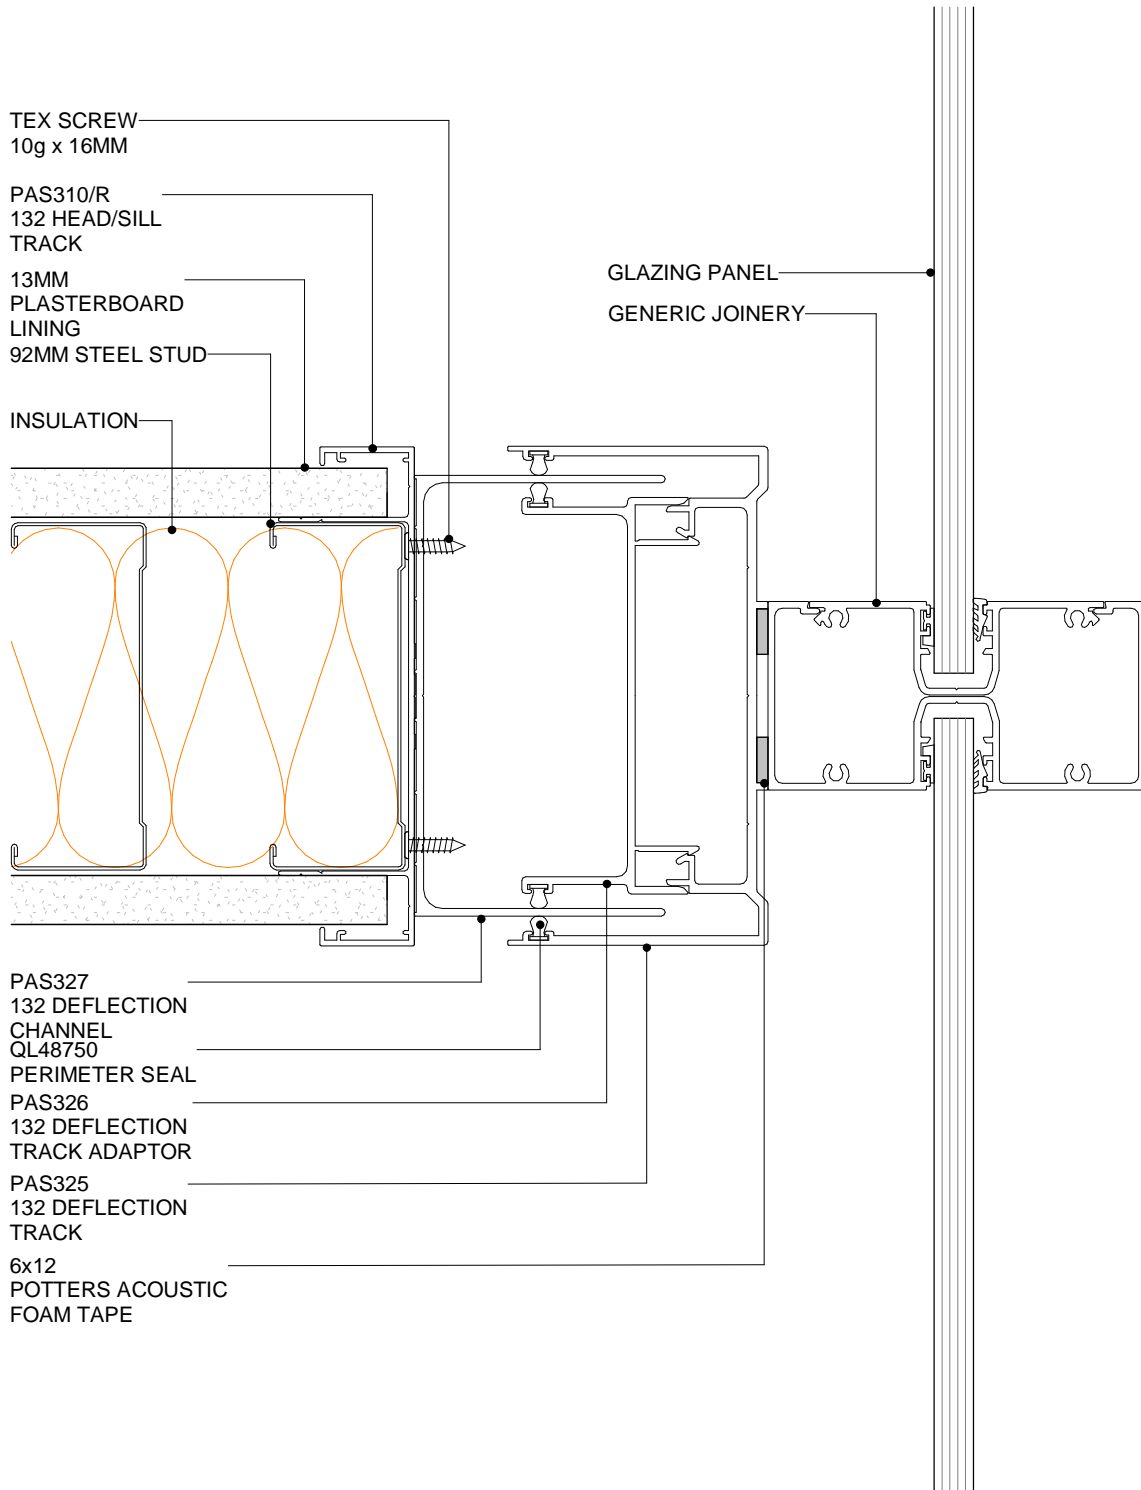 TEX SCREW
10g x 16MM
PAS310/R
132 HEAD/SILL
TRACK
13MM
PLASTERBOARD
LINING
92MM STEEL STUD
INSULATION
GLAZING PANEL
GENERIC JOINERY
PAS327
132 DEFLECTION
CHANNEL
QL48750
PERIMETER SEAL
PAS326
132 DEFLECTION
TRACK ADAPTOR
PAS325
132 DEFLECTION
TRACK
6x12
POTTERS ACOUSTIC
FOAM TAPE